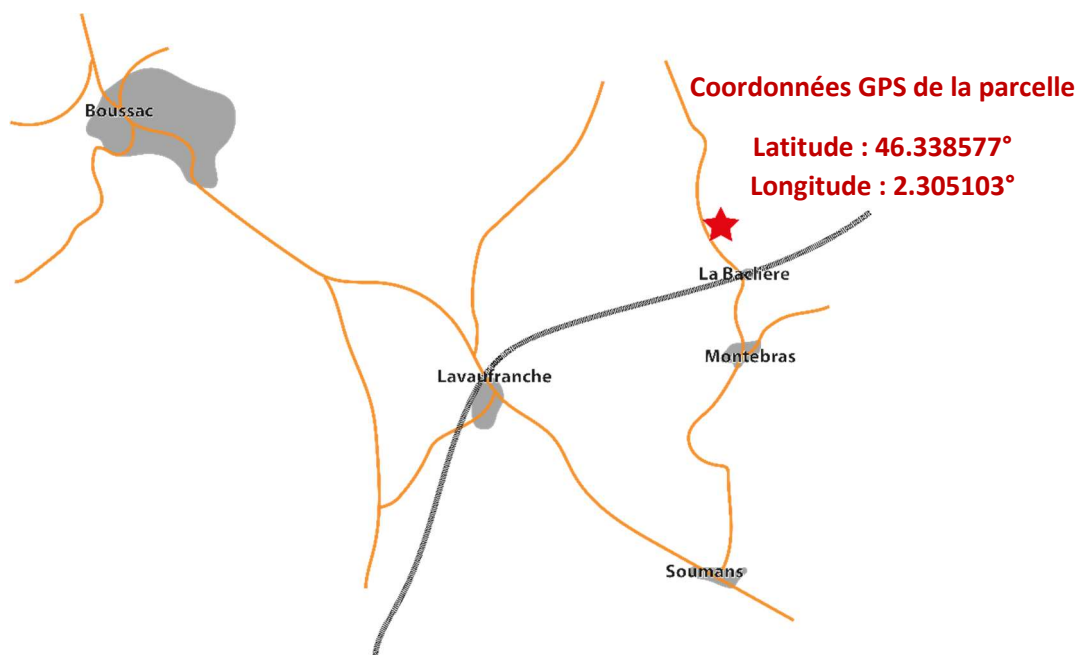 Coordonnées GPS de la parcelle
Boussac
Latitude : 46.338577°
Longitude : 2.305103°
La Bachère
Montebras
Lavaufranche
Soumans